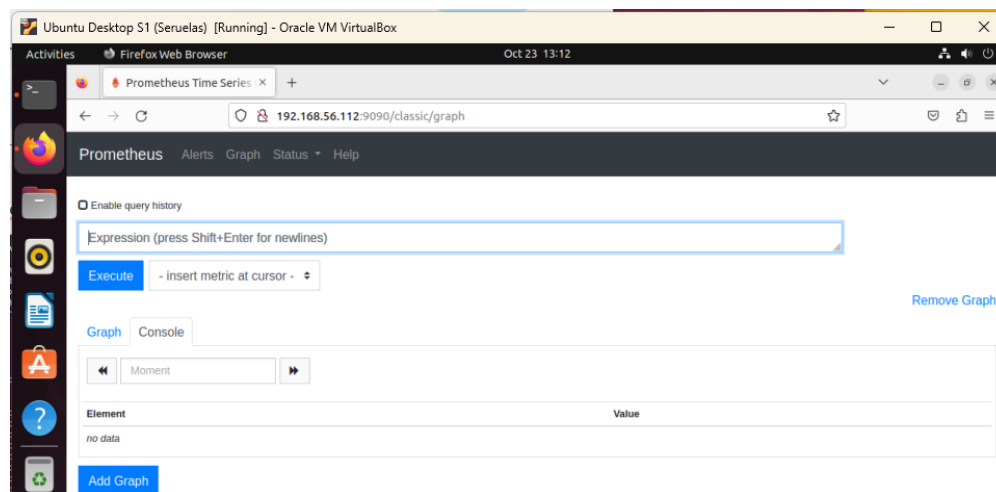 Ubuntu Desktop S1 (Seruelas) [Running] - Oracle VM VirtualBox
Activities Firefox Web Browser Oct 23 13:12
Prometheus Time Series
192.168.56.112:9090/classic/graph
Prometheus Alerts Graph Status Help
Enable query history
Expression (press Shift+Enter for newlines)
Execute - insert metric at cursor -
Remove Graph
Graph Console
Moment
Element Value
no data
Add Graph